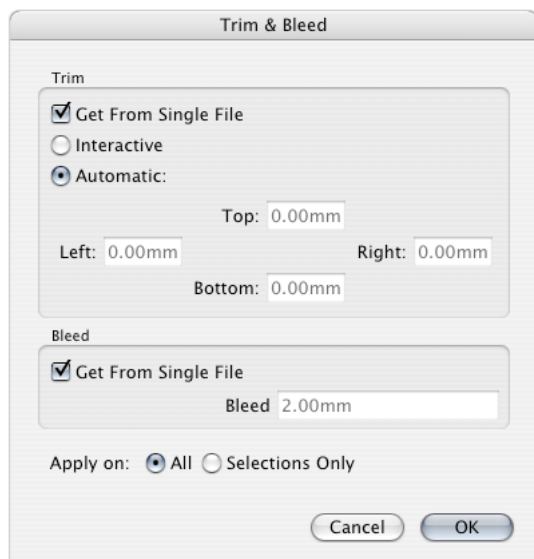 Trim & Bleed
Trim
Get From Single File
Interactive
Automatic:
Top: 0.00mm
Left: 0.00mm Right: 0.00mm
Bottom: 0.00mm
Bleed
Get From Single File
Bleed 2.00mm
Apply on: All Selections Only
Cancel OK